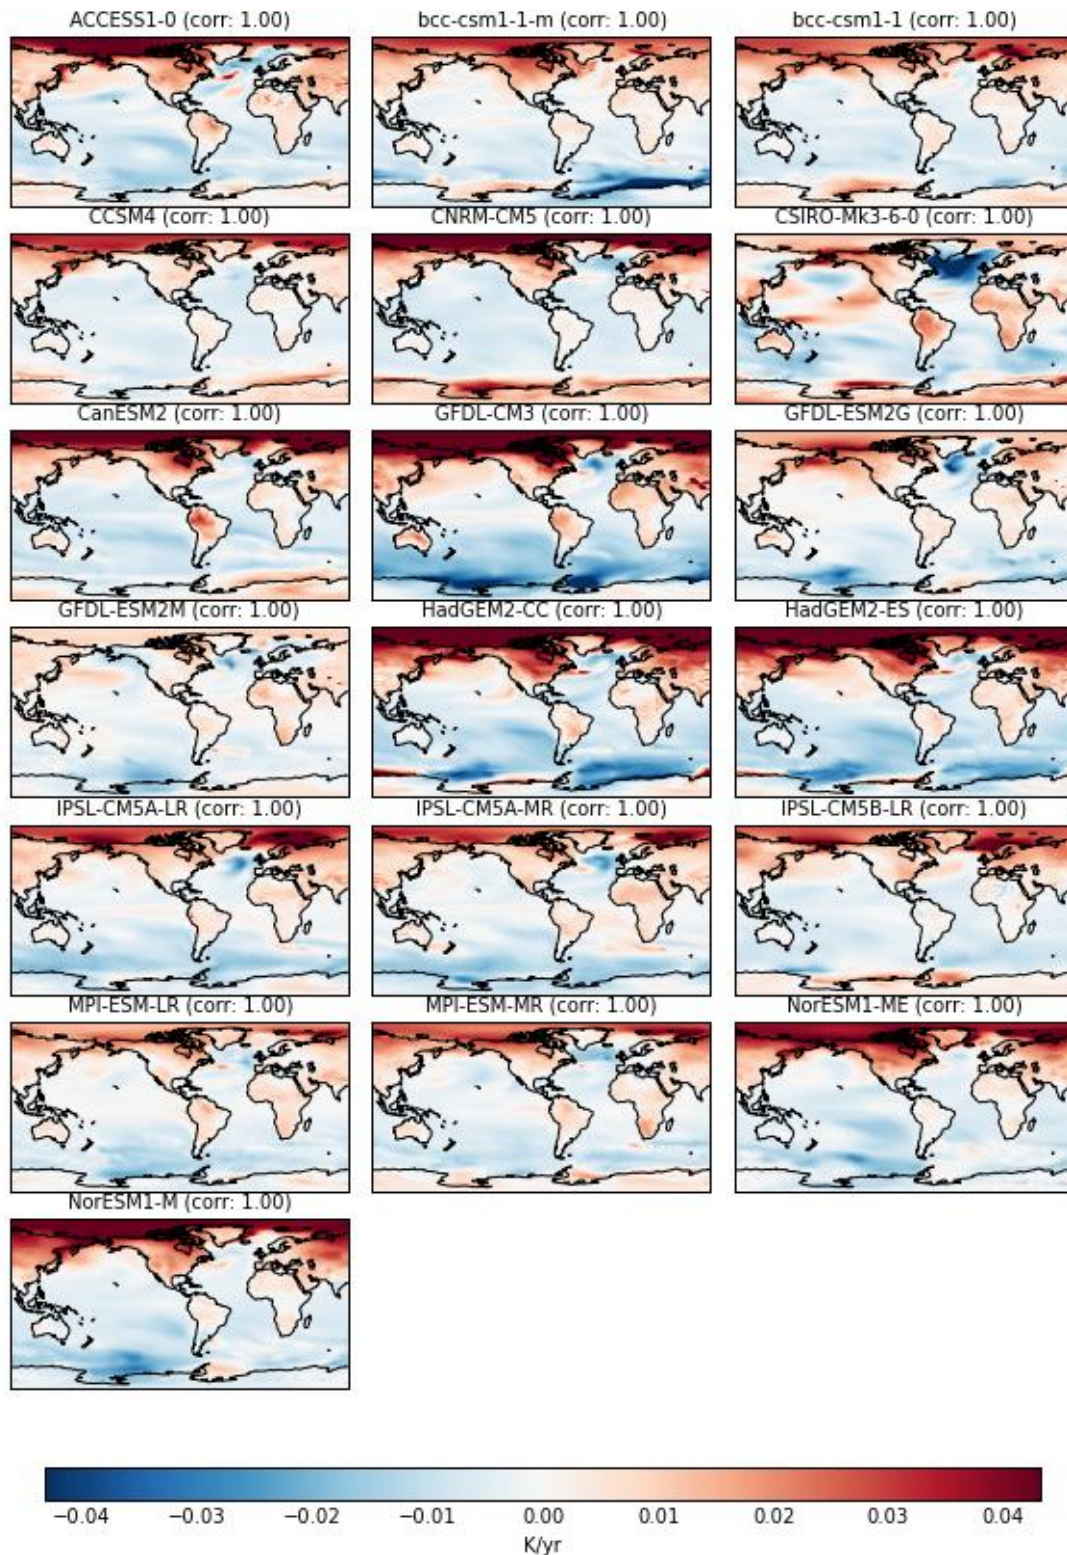 ACCESS1-0 (corr: 1.00) bcc-csm1-1-m (corr: 1.00) bcc-csm1-1 (corr: 1.00)
CCSM4 (corr: 1.00) CNRM-CM5 (corr: 1.00) CSIRO-Mk3-6-0 (corr: 1.00)
CanESM2 (corr: 1.00) GFDL-CM3 (corr: 1.00) GFDL-ESM2G (corr: 1.00)
GFDL-ESM2M (corr: 1.00) HadGEM2-CC (corr: 1.00) HadGEM2-ES (corr: 1.00)
IPSL-CM5A-LR (corr: 1.00) IPSL-CM5A-MR (corr: 1.00) IPSL-CM5B-LR (corr: 1.00)
MPI-ESM-LR (corr: 1.00) MPI-ESM-MR (corr: 1.00) NorESM1-ME (corr: 1.00)
NorESM1-M (corr: 1.00)
−0.04 −0.03 −0.02 −0.01 0.00 0.01 0.02 0.03 0.04
K/yr